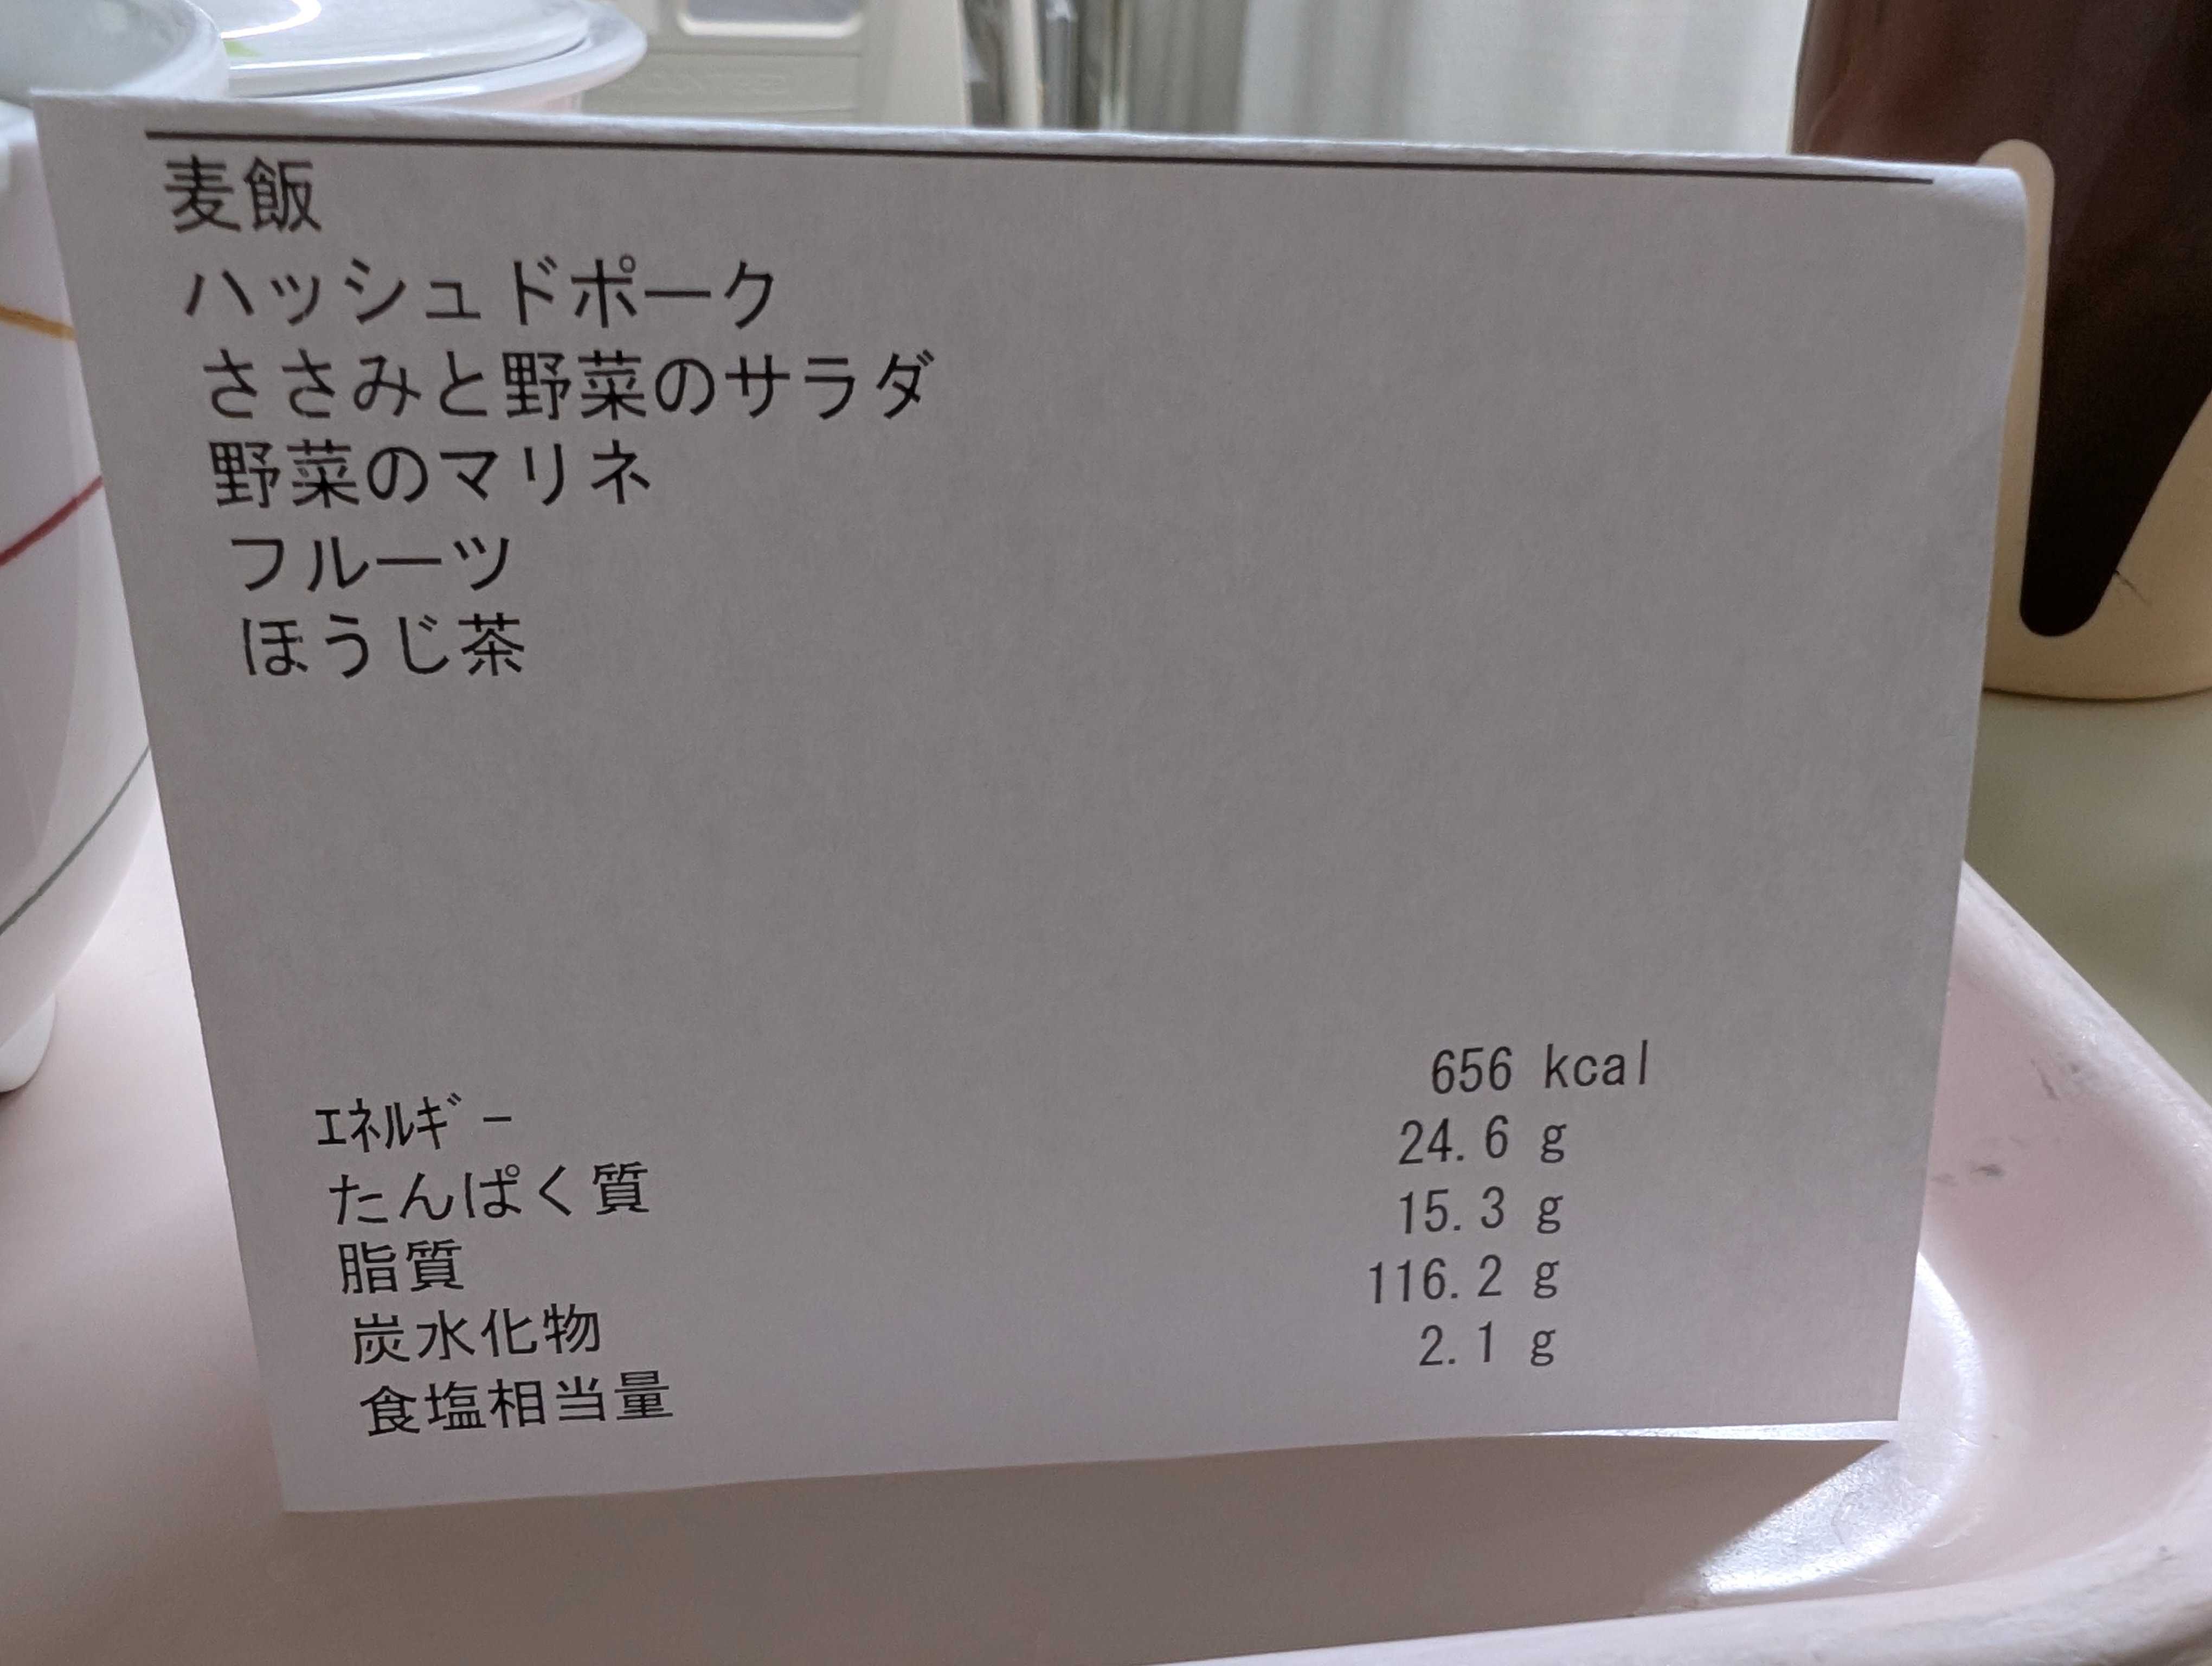 麦飯
ハッシュドポーク
ささみと野菜のサラダ
野菜のマリネ
フルーツ
ほうじ茶
ｴﾈﾙｷﾞｰ 656 kcal
たんぱく質 24.6 g
脂質 15.3 g
炭水化物 116.2 g
食塩相当量 2.1 g